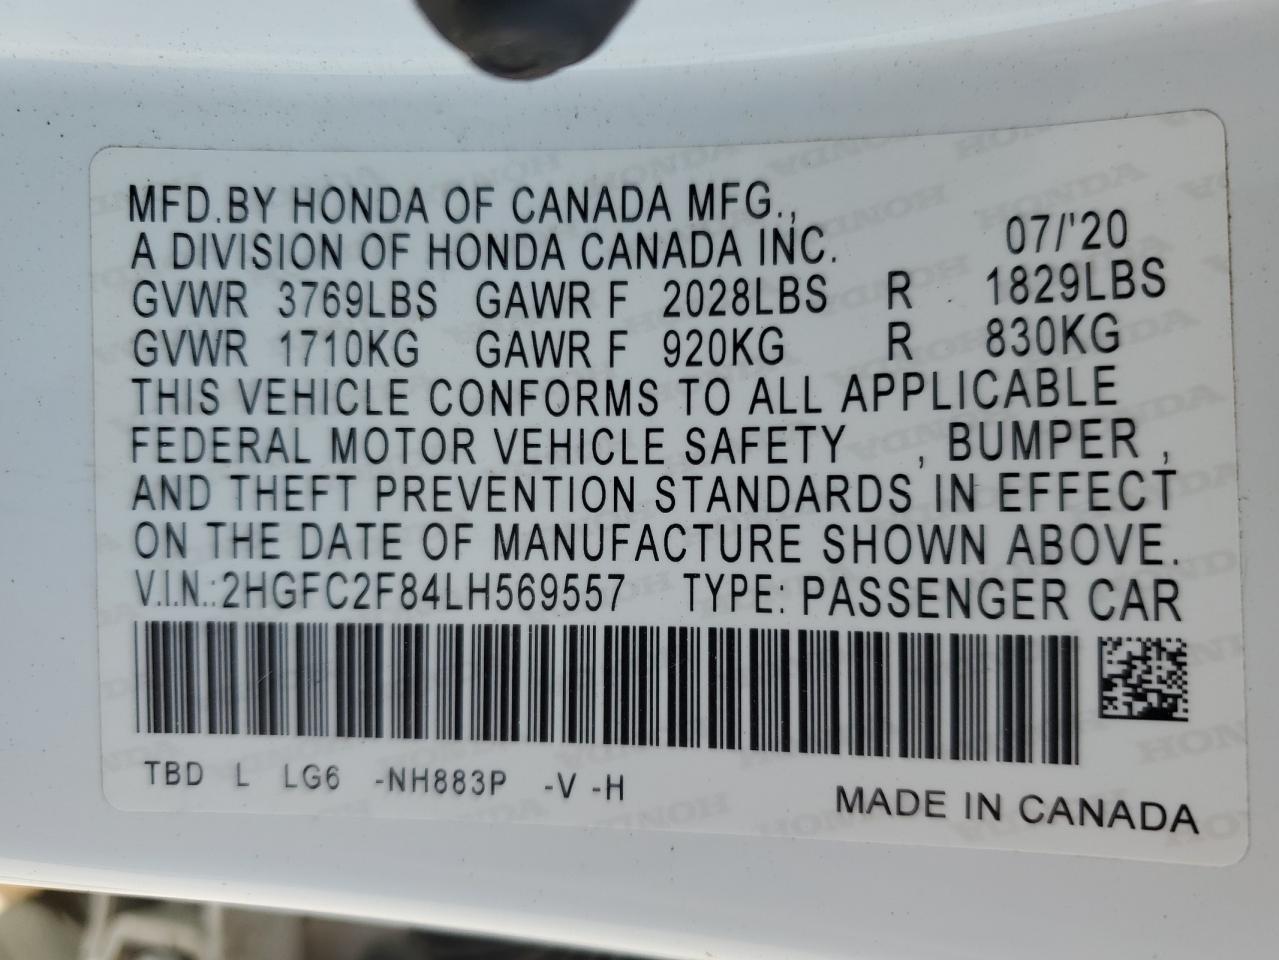 MFD.BY HONDA OF CANADA MFG.,
A DIVISION OF HONDA CANADA INC. 07/'20
GVWR 3769LBS GAWR F 2028LBS R 1829LBS
GVWR 1710KG GAWR F 920KG R 830KG
THIS VEHICLE CONFORMS TO ALL APPLICABLE
FEDERAL MOTOR VEHICLE SAFETY , BUMPER ,
AND THEFT PREVENTION STANDARDS IN EFFECT
ON THE DATE OF MANUFACTURE SHOWN ABOVE.
V.I.N.:2HGFC2F84LH569557 TYPE: PASSENGER CAR
TBD L LG6 -NH883P -V -H
MADE IN CANADA